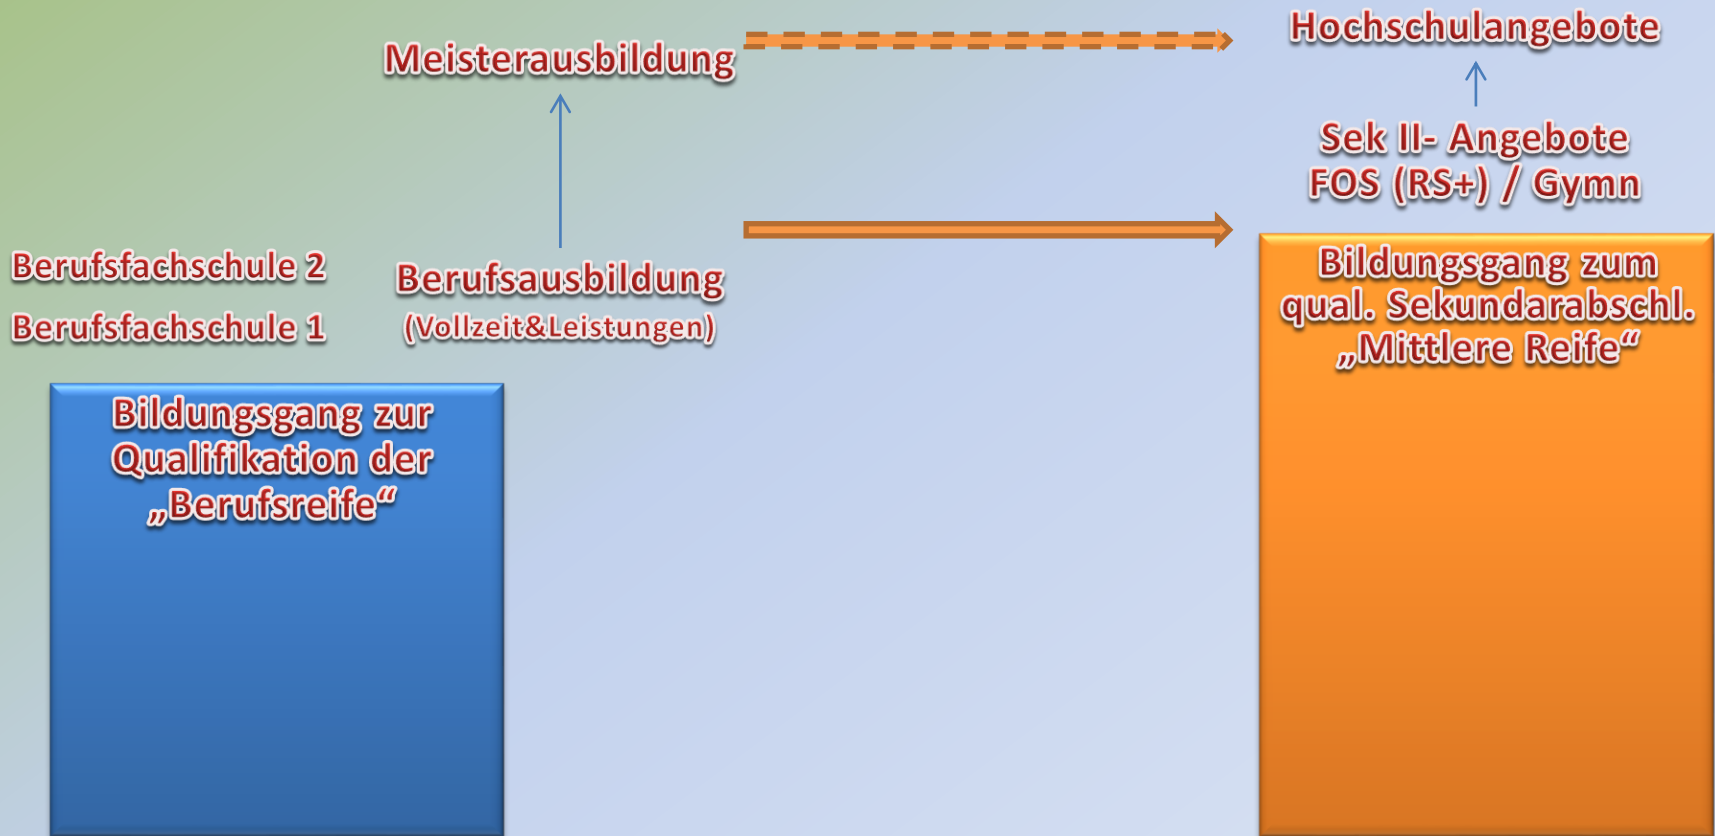 Meisterausbildung
Hochschulangebote
Sek II- Angebote
FOS (RS+) / Gymn
Berufsfachschule 2
Berufsfachschule 1
Berufsausbildung
(Vollzeit&Leistungen)
Bildungsgang zum
qual. Sekundarabschl.
„Mittlere Reife“
Bildungsgang zur
Qualifikation der
„Berufsreife“